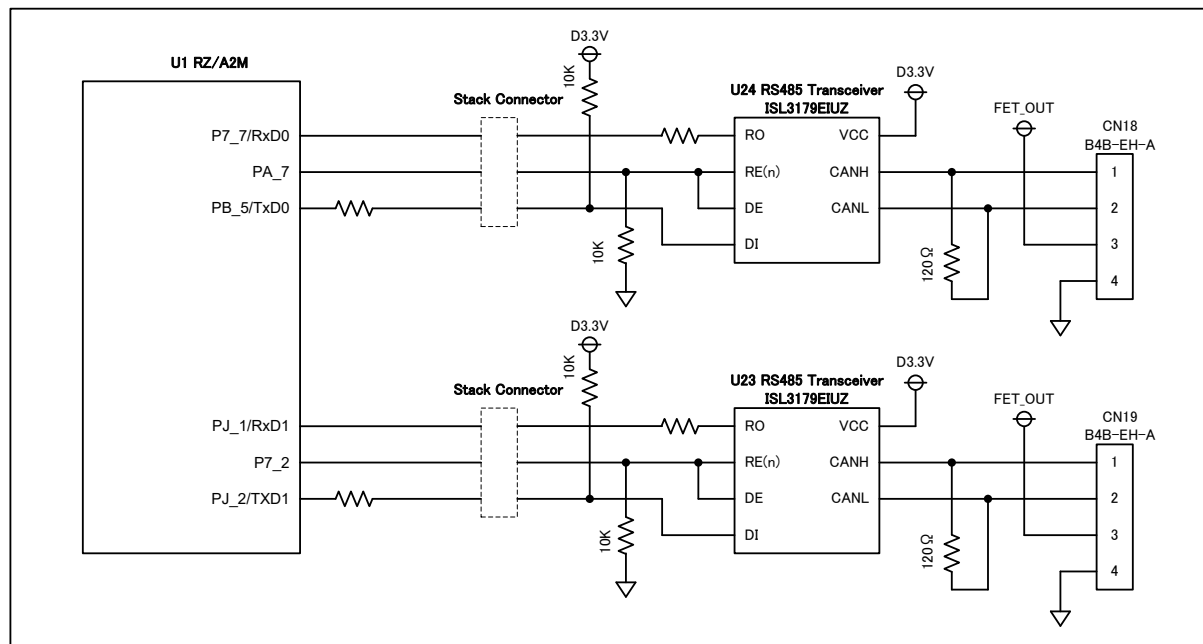 U1 RZ/A2M
P7_7/RxD0
PA_7
PB_5/TxD0
Stack Connector
D3.3V
10K
10K
U24 RS485 Transceiver
ISL3179EIUZ
RO
RE(n)
DE
DI
VCC
CANH
CANL
D3.3V
FET_OUT
120Ω
CN18
B4B-EH-A
1
2
3
4
PJ_1/RxD1
P7_2
PJ_2/TXD1
Stack Connector
D3.3V
10K
10K
U23 RS485 Transceiver
ISL3179EIUZ
RO
RE(n)
DE
DI
VCC
CANH
CANL
D3.3V
FET_OUT
120Ω
CN19
B4B-EH-A
1
2
3
4